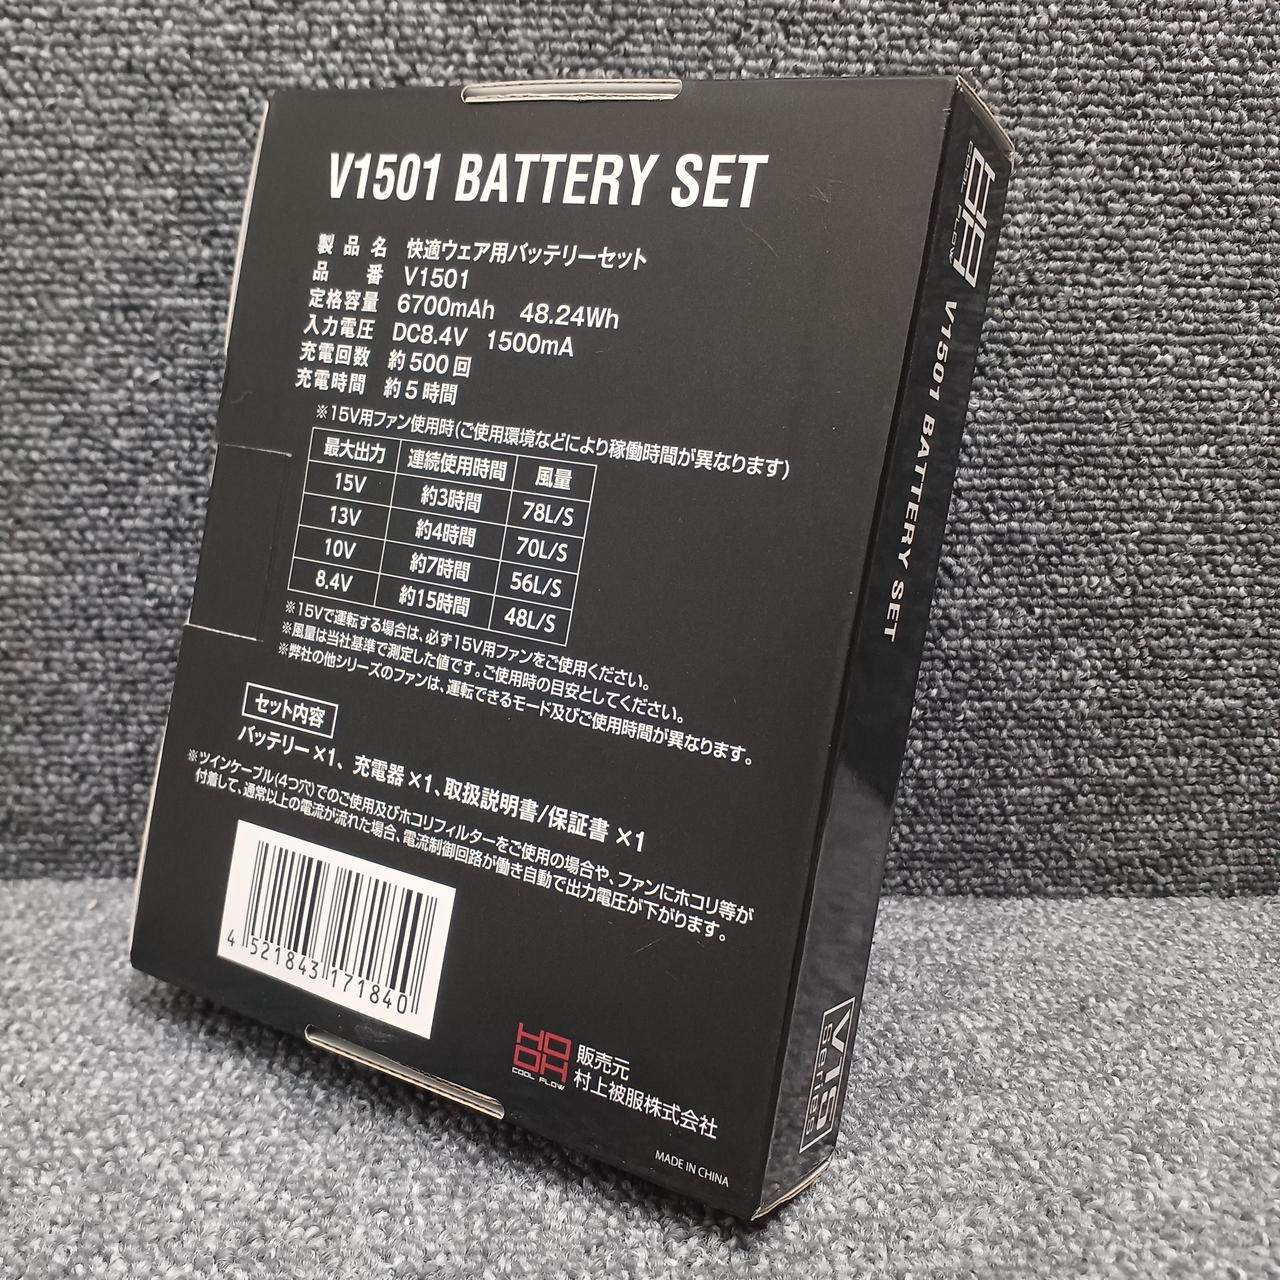 V1501 BATTERY SET
製品名 快適ウェア用バッテリーセット
品番 V1501
定格容量 6700mAh 48.24Wh
入力電圧 DC8.4V 1500mA
充電回数 約500回
充電時間 約5時間
※15V用ファン使用時(ご使用環境などにより稼働時間が異なります)
最大出力 連続使用時間 風量
15V 約3時間 78L/S
13V 約4時間 70L/S
10V 約7時間 56L/S
8.4V 約15時間 48L/S
※15Vで運転する場合は、必ず15V用ファンをご使用ください。
※風量は当社基準で測定した値です。ご使用時の目安としてください。
※弊社の他シリーズのファンは、運転できるモード及びご使用時間が異なります。
セット内容
バッテリー×1、充電器×1、取扱説明書/保証書×1
※ツインケーブル(4つ穴)でのご使用及びホコリフィルターをご使用の場合や、ファンにホコリ等が
付着して、通常以上の電流が流れた場合、電流制御回路が働き自動で出力電圧が下がります。
4 521843 171840
HOOH
COOL FLOW
販売元
村上被服株式会社
MADE IN CHINA
HOOH
COOL FLOW
V1501 BATTERY SET
V15
Series